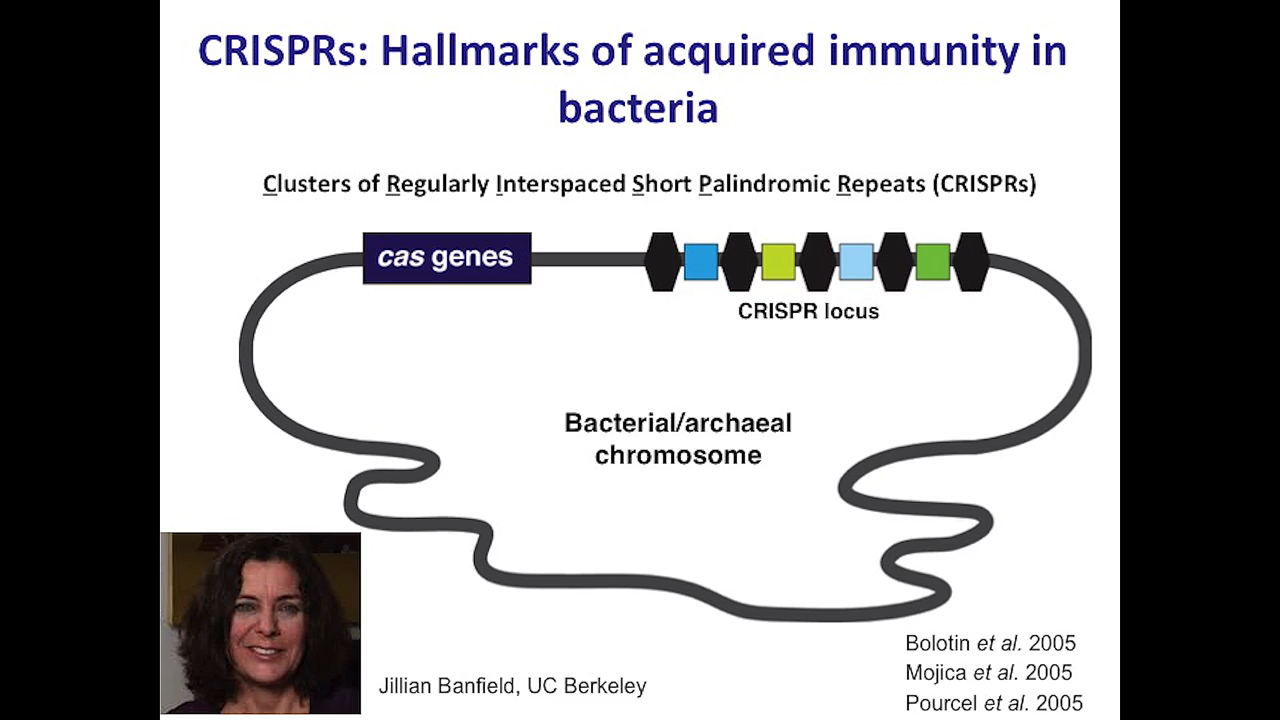 CRISPRs: Hallmarks of acquired immunity in
bacteria
Clusters of Regularly Interspaced Short Palindromic Repeats (CRISPRs)
cas genes
CRISPR locus
Bacterial/archaeal
chromosome
Jillian Banfield, UC Berkeley
Bolotin et al. 2005
Mojica et al. 2005
Pourcel et al. 2005